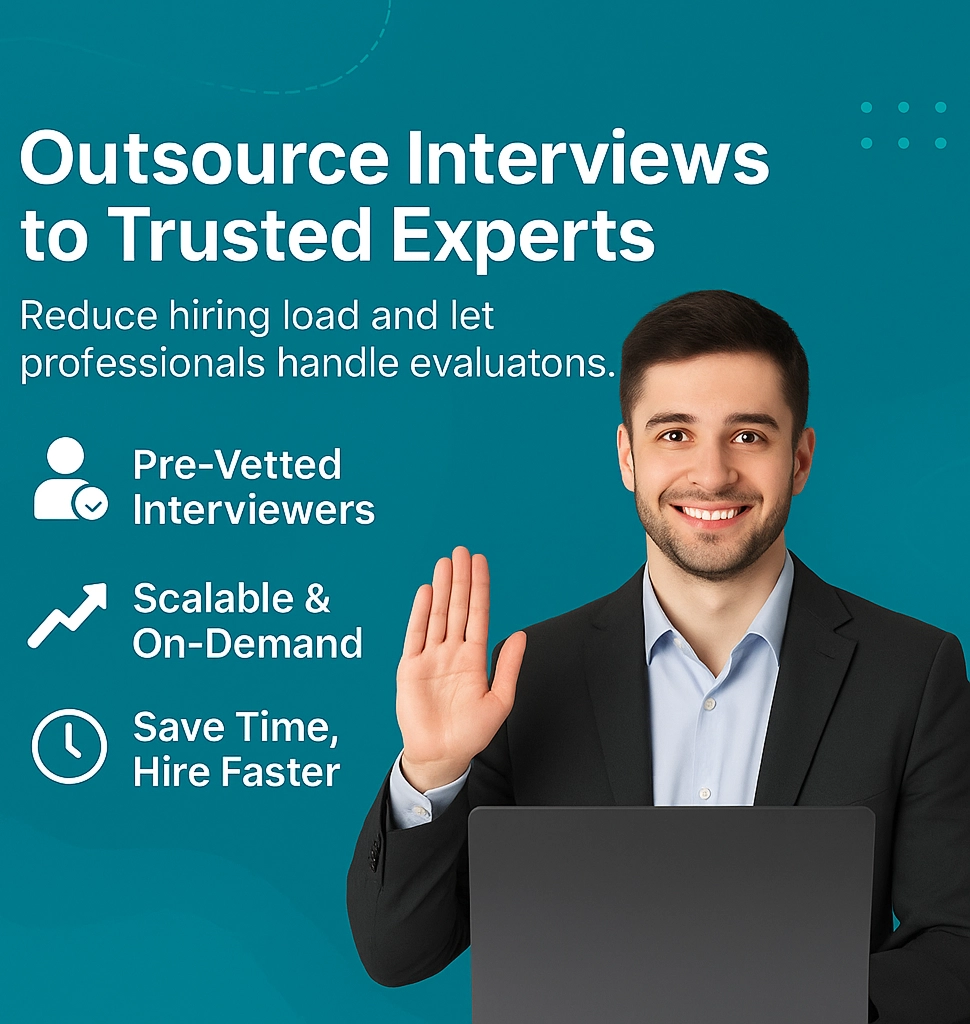 Outsource Interviews
to Trusted Experts
Reduce hiring load and let
professionals handle evaluatons.
Pre-Vetted
Interviewers
Scalable &
On-Demand
Save Time,
Hire Faster